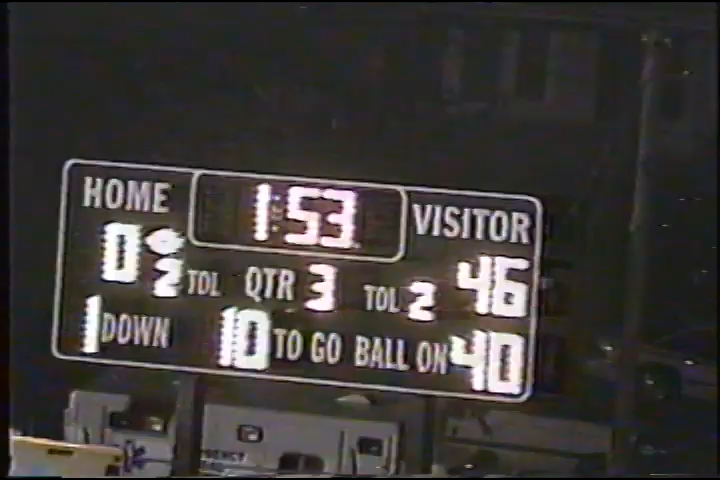 HOME 1:53 VISITOR
0 2 TOL QTR 3 TOL 2 46
1 DOWN 10 TO GO BALL ON 40